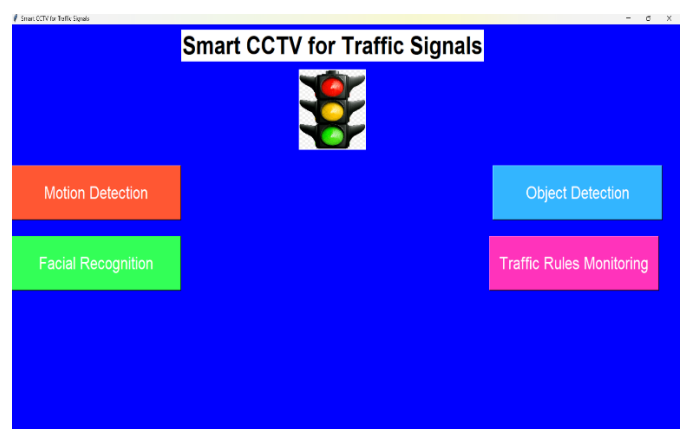 Smart CCTV for Traffic Signals
Smart CCTV for Traffic Signals
Motion Detection
Object Detection
Facial Recognition
Traffic Rules Monitoring